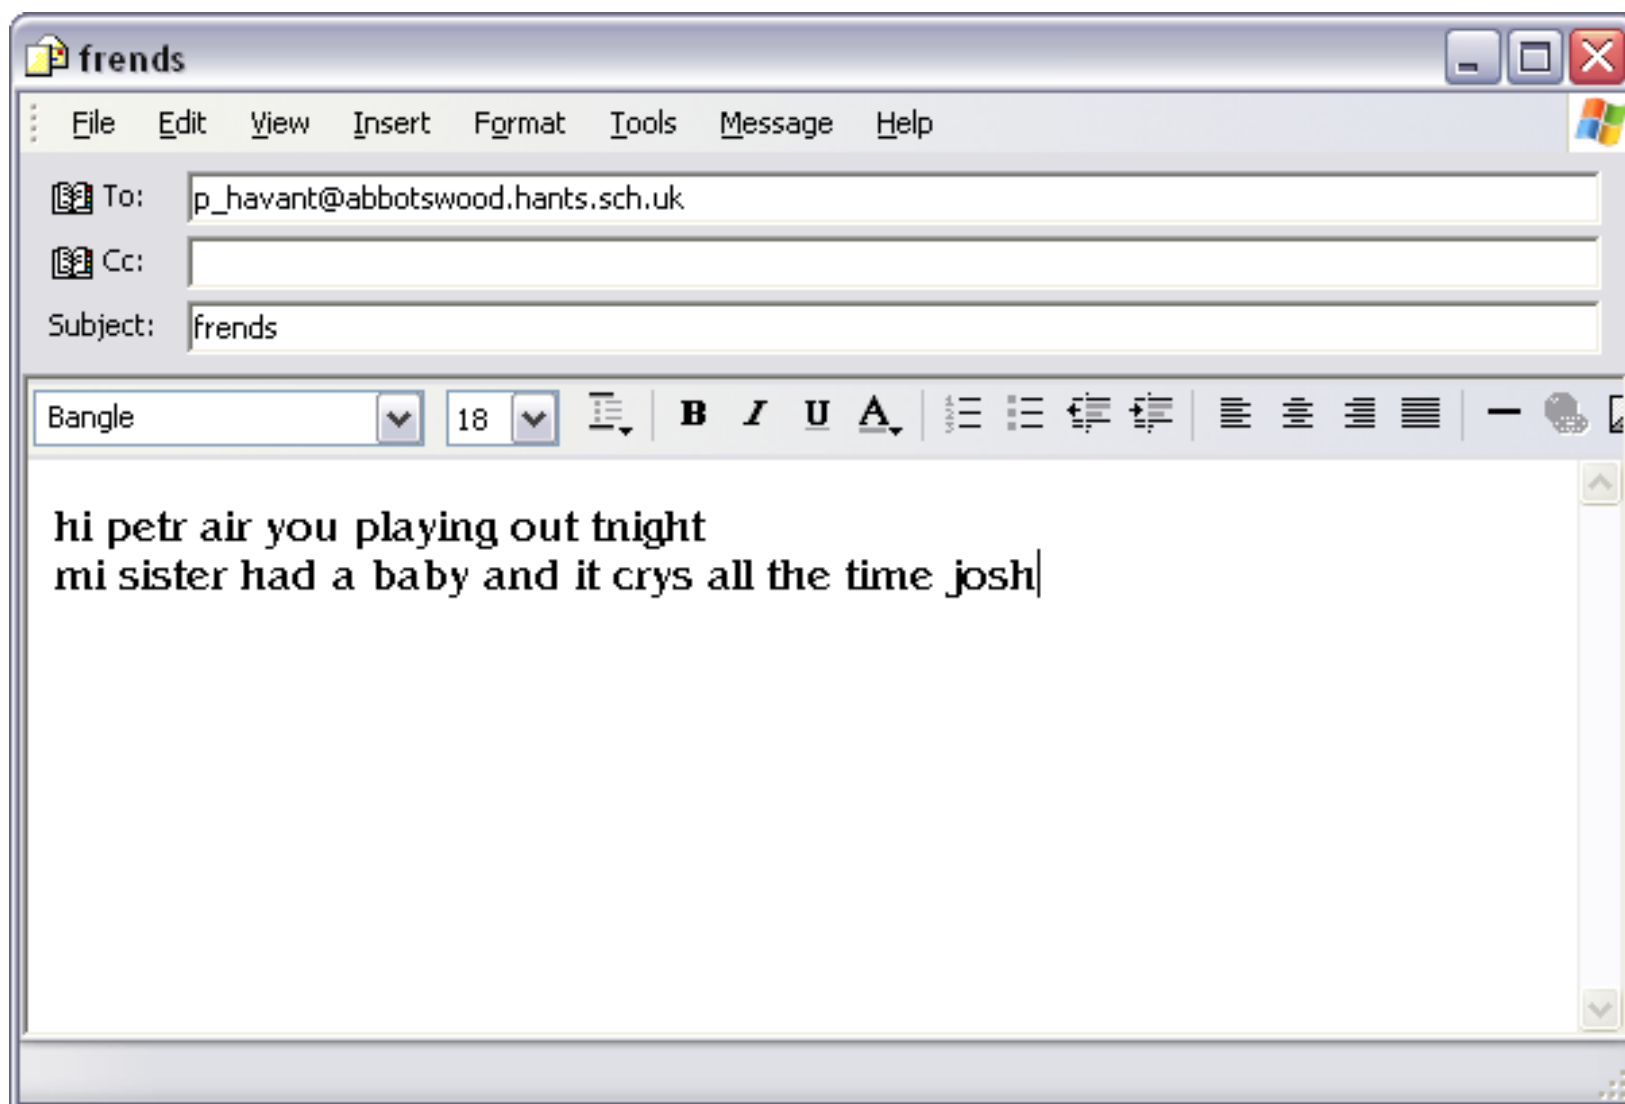 frends
File Edit View Insert Format Tools Message Help
To: p_havant@abbotswood.hants.sch.uk
Cc:
Subject: frends
Bangle 18 B I U A
hi petr air you playing out tnight
mi sister had a baby and it crys all the time josh